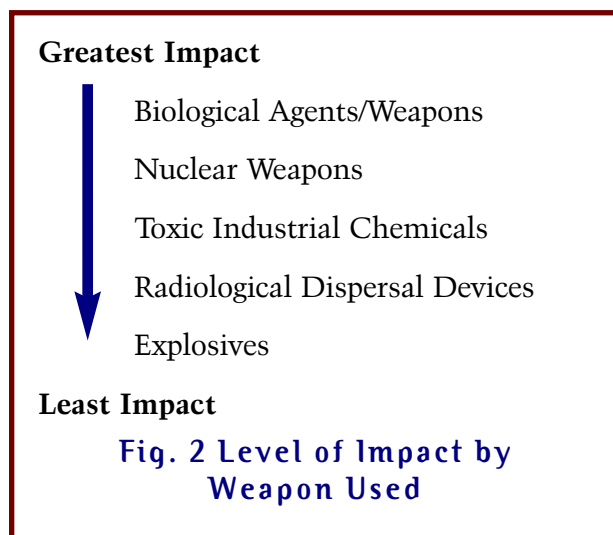 Greatest Impact
Biological Agents/Weapons
Nuclear Weapons
Toxic Industrial Chemicals
Radiological Dispersal Devices
Explosives
Least Impact
Fig. 2 Level of Impact by
Weapon Used